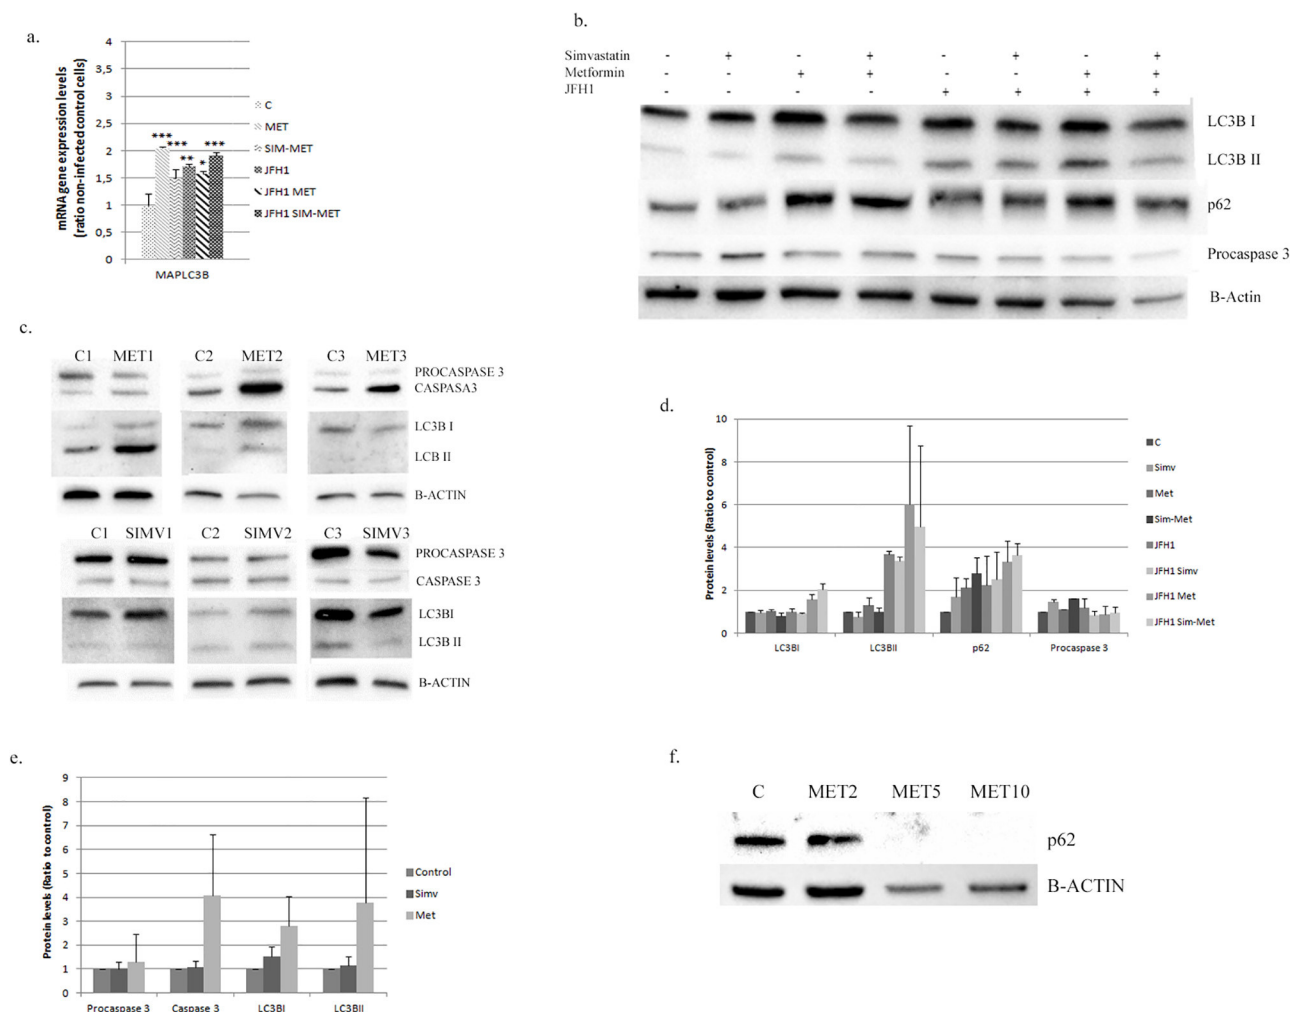 a.
mRNA gene expression levels
(ratio non-infected control cells)
4
3,5
3
2,5
2
1,5
1
0,5
0
***
***
**
*
***
MAPLC3B
C
MET
SIM-MET
JFH1
JFH1 MET
JFH1 SIM-MET
b.
Simvastatin - + - + - + - +
Metformin - - + + - - + +
JFH1 - - - - + + + +
LC3B I
LC3B II
p62
Procaspase 3
B-Actin
c.
C1 MET1 C2 MET2 C3 MET3
PROCASPASE 3
CASPASA3
LC3B I
LCB II
B-ACTIN
C1 SIMV1 C2 SIMV2 C3 SIMV3
PROCASPASE 3
CASPASE 3
LC3BI
LC3B II
B-ACTIN
d.
Protein levels (Ratio to control)
10
8
6
4
2
0
LC3BI LC3BII p62 Procaspase 3
C
Simv
Met
Sim-Met
JFH1
JFH1 Simv
JFH1 Met
JFH1 Sim-Met
e.
Protein levels (Ratio to control)
9
8
7
6
5
4
3
2
1
0
Procaspase 3 Caspase 3 LC3BI LC3BII
Control
Simv
Met
f.
C MET2 MET5 MET10
p62
B-ACTIN